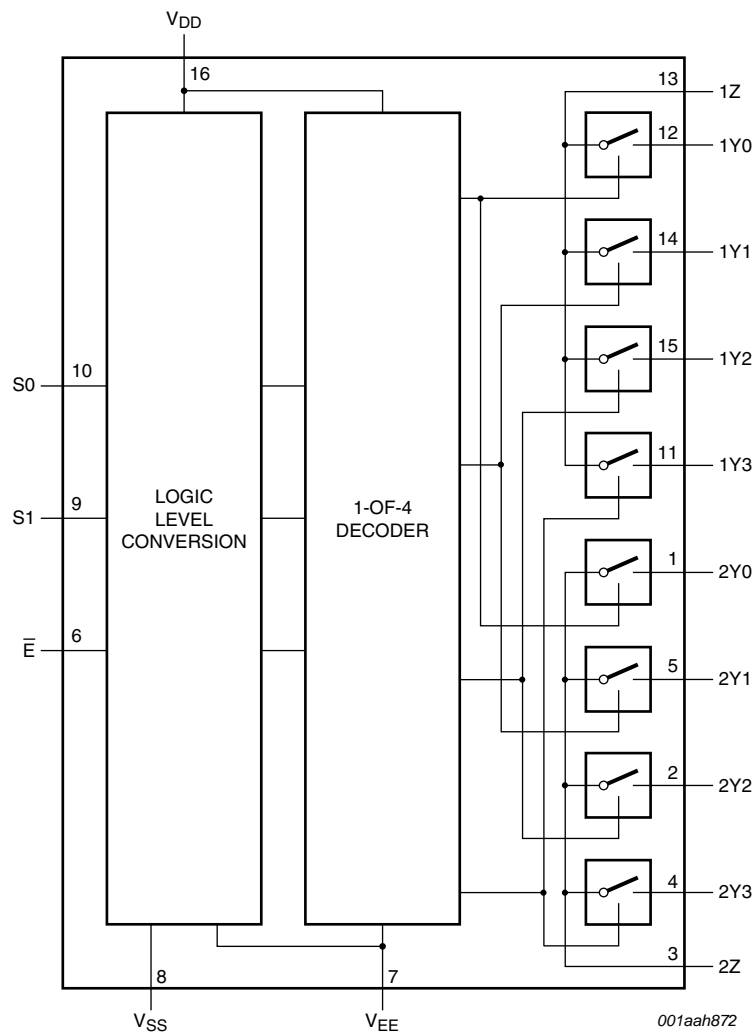 VDD
16
13 1Z
12 1Y0
14 1Y1
15 1Y2
10
S0
11 1Y3
9
S1
LOGIC
LEVEL
CONVERSION
1-OF-4
DECODER
1 2Y0
6
E̅
5 2Y1
2 2Y2
4 2Y3
3 2Z
8
7
VSS
VEE
001aah872